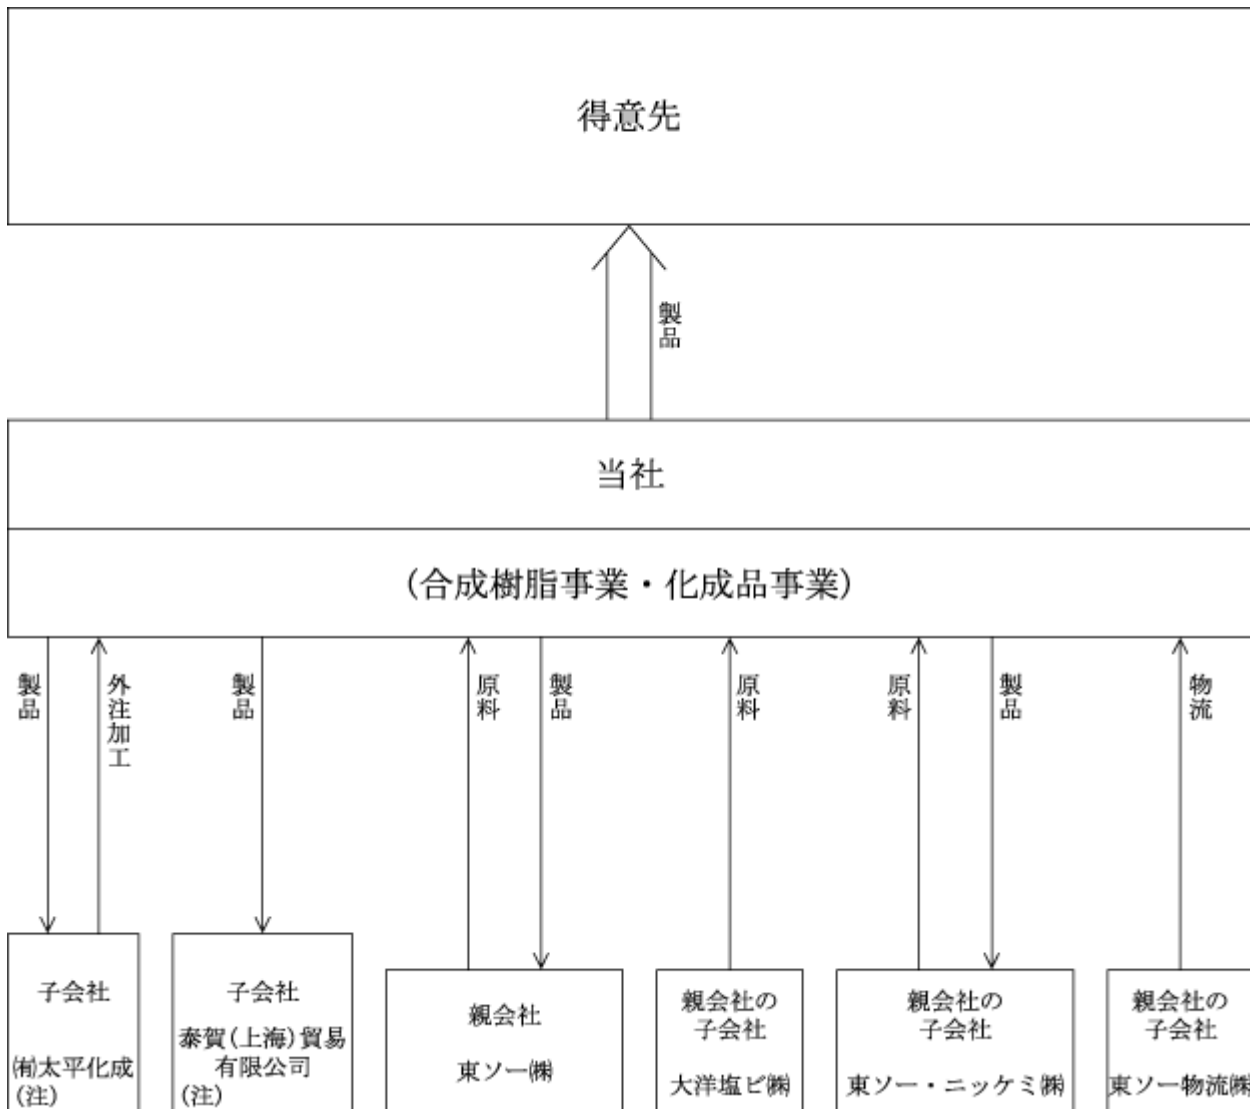 得意先
製品
当社
(合成樹脂事業・化成品事業)
製品
外注加工
製品
原料
製品
原料
原料
製品
物流
子会社
㈲太平化成
(注)
子会社
泰賀(上海)貿易
有限公司
(注)
親会社
東ソー㈱
親会社の
子会社
大洋塩ビ㈱
親会社の
子会社
東ソー・ニッケミ㈱
親会社の
子会社
東ソー物流㈱